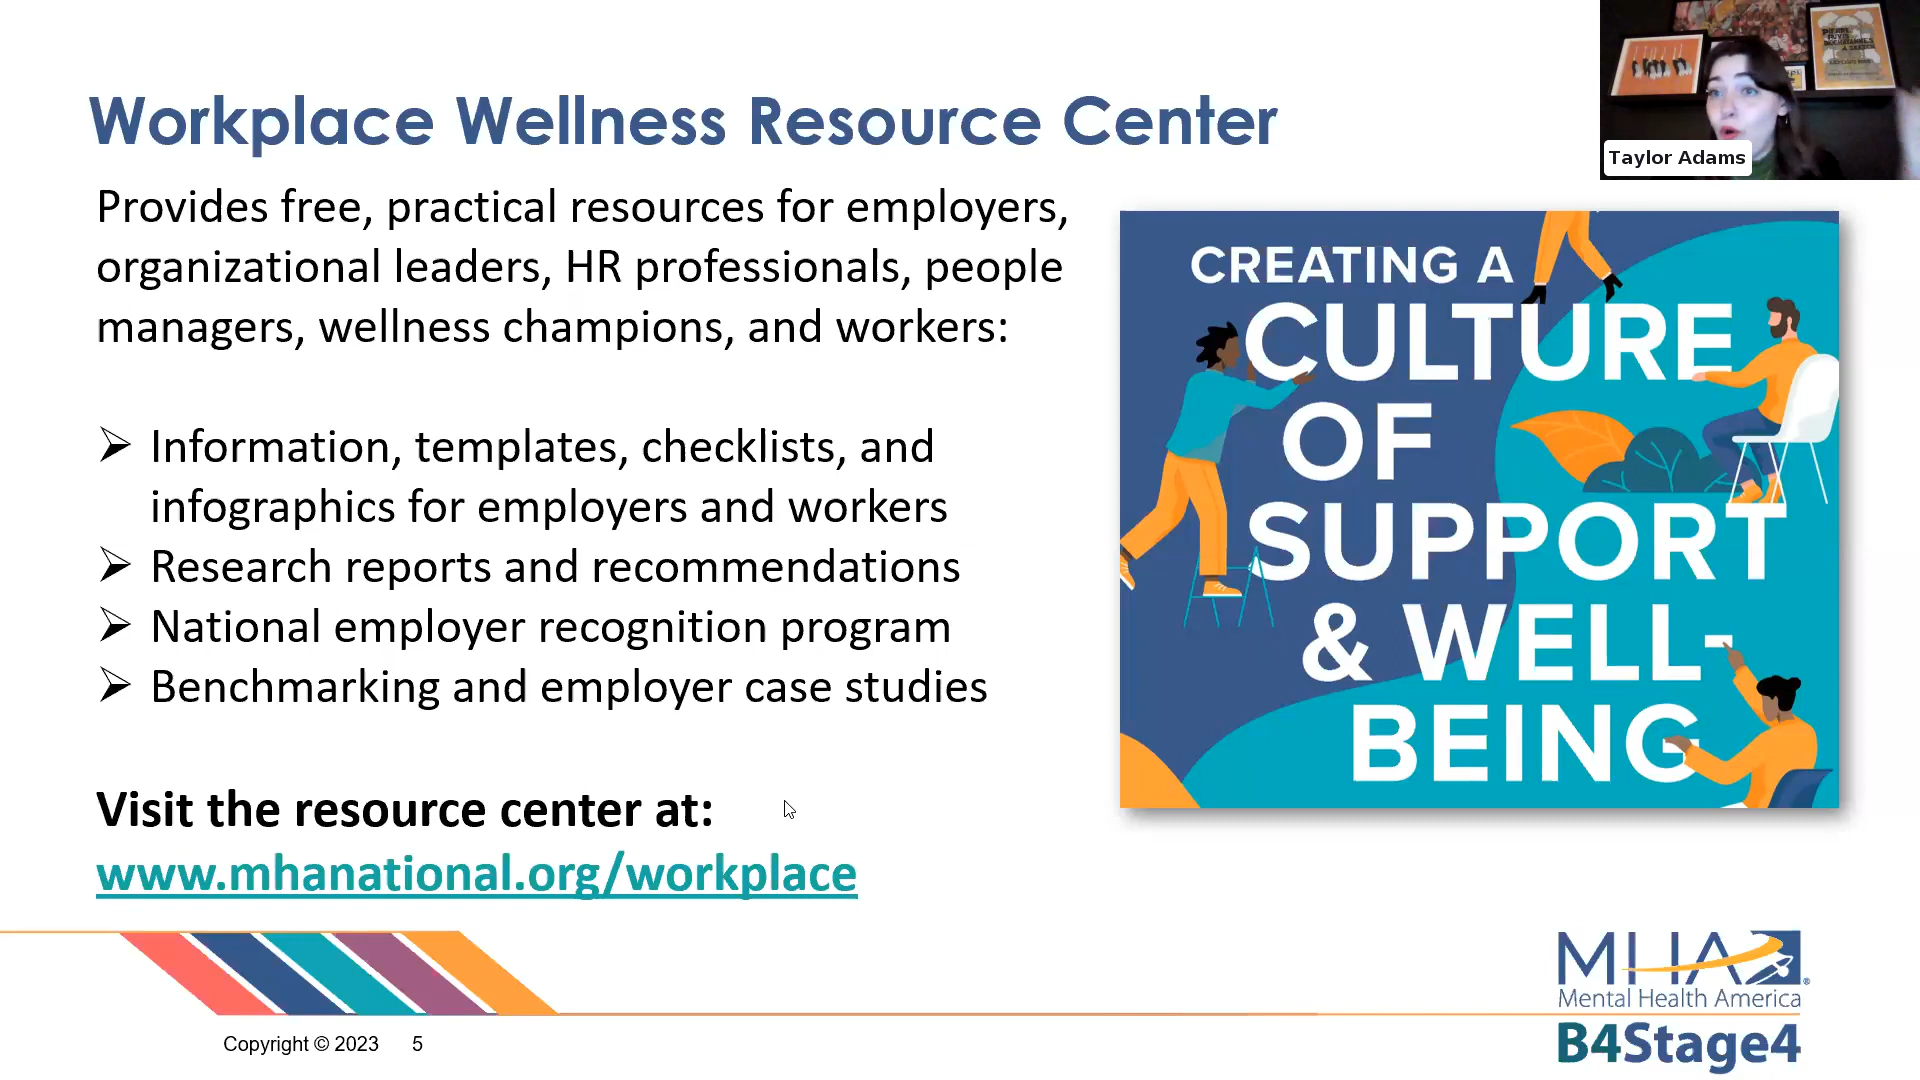 Workplace Wellness Resource Center
Provides free, practical resources for employers,
organizational leaders, HR professionals, people
managers, wellness champions, and workers:
➢ Information, templates, checklists, and
infographics for employers and workers
➢ Research reports and recommendations
➢ National employer recognition program
➢ Benchmarking and employer case studies
Visit the resource center at:
www.mhanational.org/workplace
Taylor Adams
CREATING A
CULTURE
OF
SUPPORT
& WELL-
BEING
MHA
Mental Health America
B4Stage4
Copyright © 2023 5